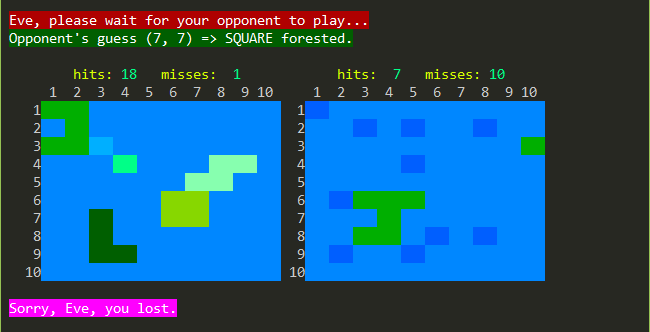 Eve, please wait for your opponent to play...
Opponent's guess (7, 7) => SQUARE forested.
hits: 18 misses: 1 hits: 7 misses: 10
1 2 3 4 5 6 7 8 9 10 1 2 3 4 5 6 7 8 9 10
1 1
2 2
3 3
4 4
5 5
6 6
7 7
8 8
9 9
10 10
Sorry, Eve, you lost.